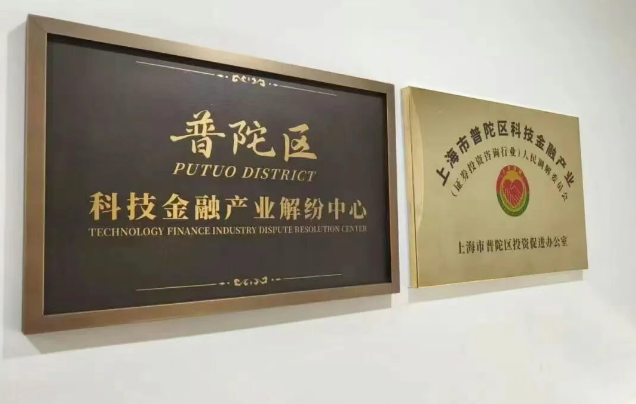 普陀区
PUTUO DISTRICT
科技金融产业解纷中心
TECHNOLOGY FINANCE INDUSTRY DISPUTE RESOLUTION CENTER
上海市普陀区科技金融产业
（证券投资咨询行业）人民调解委员会
上海市普陀区投资促进办公室